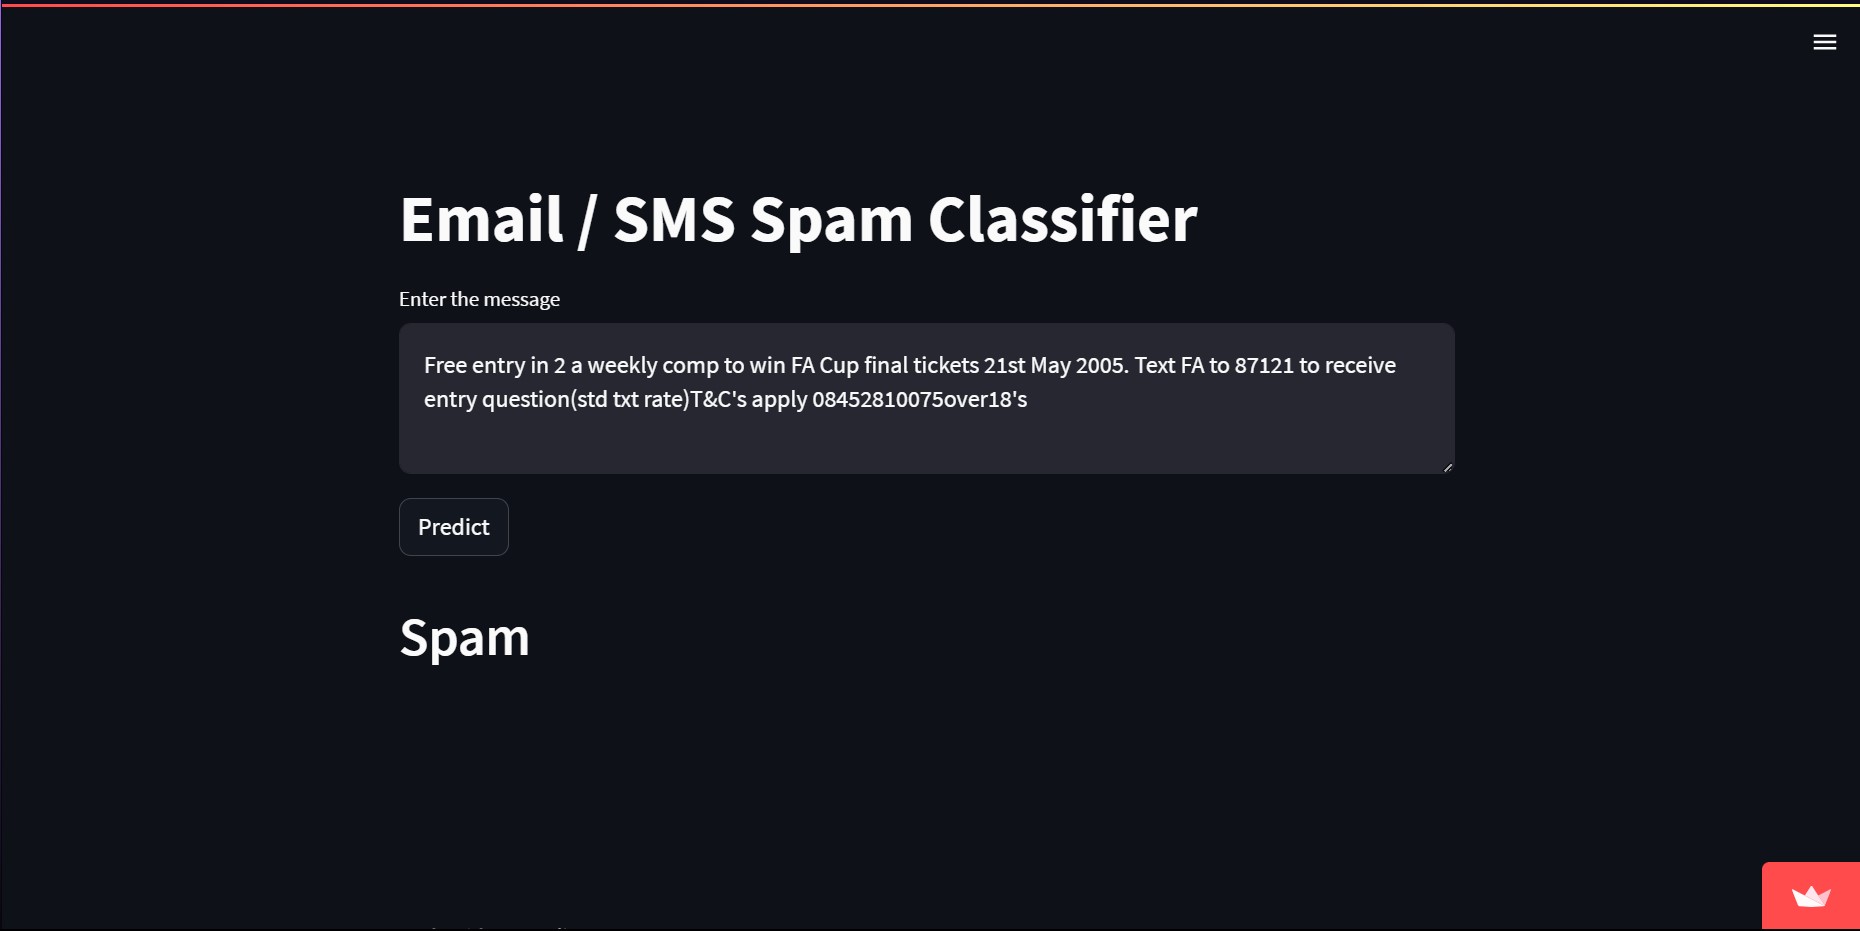 Email / SMS Spam Classifier
Enter the message
Free entry in 2 a weekly comp to win FA Cup final tickets 21st May 2005. Text FA to 87121 to receive
entry question(std txt rate)T&C's apply 08452810075over18's
Predict
Spam